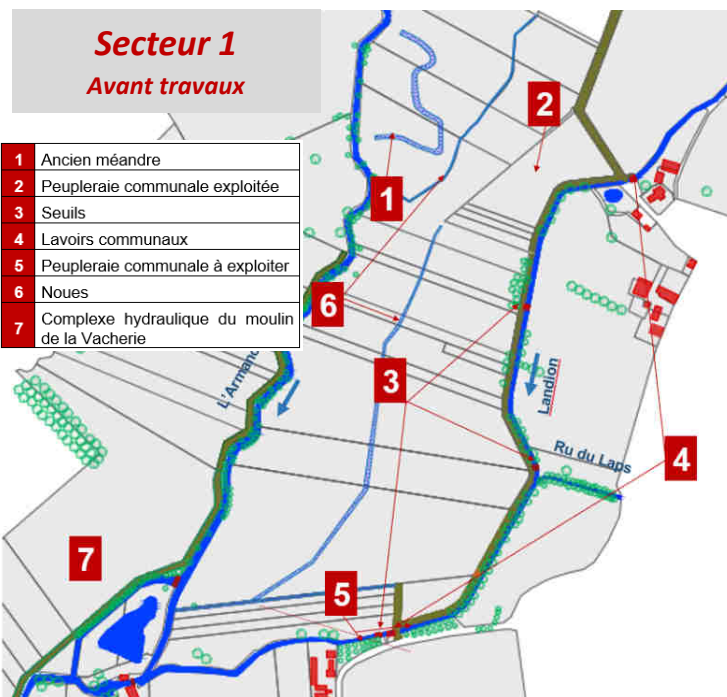 Secteur 1
Avant travaux
1 Ancien méandre
2 Peupleraie communale exploitée
3 Seuils
4 Lavoirs communaux
5 Peupleraie communale à exploiter
6 Noues
7 Complexe hydraulique du moulin
de la Vacherie
2
1
6
L'Armanc
3
Landion
Ru du Laps
4
7
5